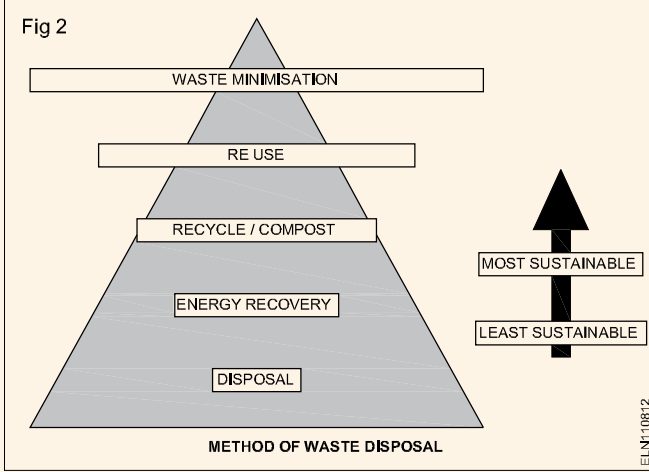 Fig 2
WASTE MINIMISATION
RE USE
RECYCLE / COMPOST
ENERGY RECOVERY
DISPOSAL
MOST SUSTAINABLE
LEAST SUSTAINABLE
METHOD OF WASTE DISPOSAL
ELN110812